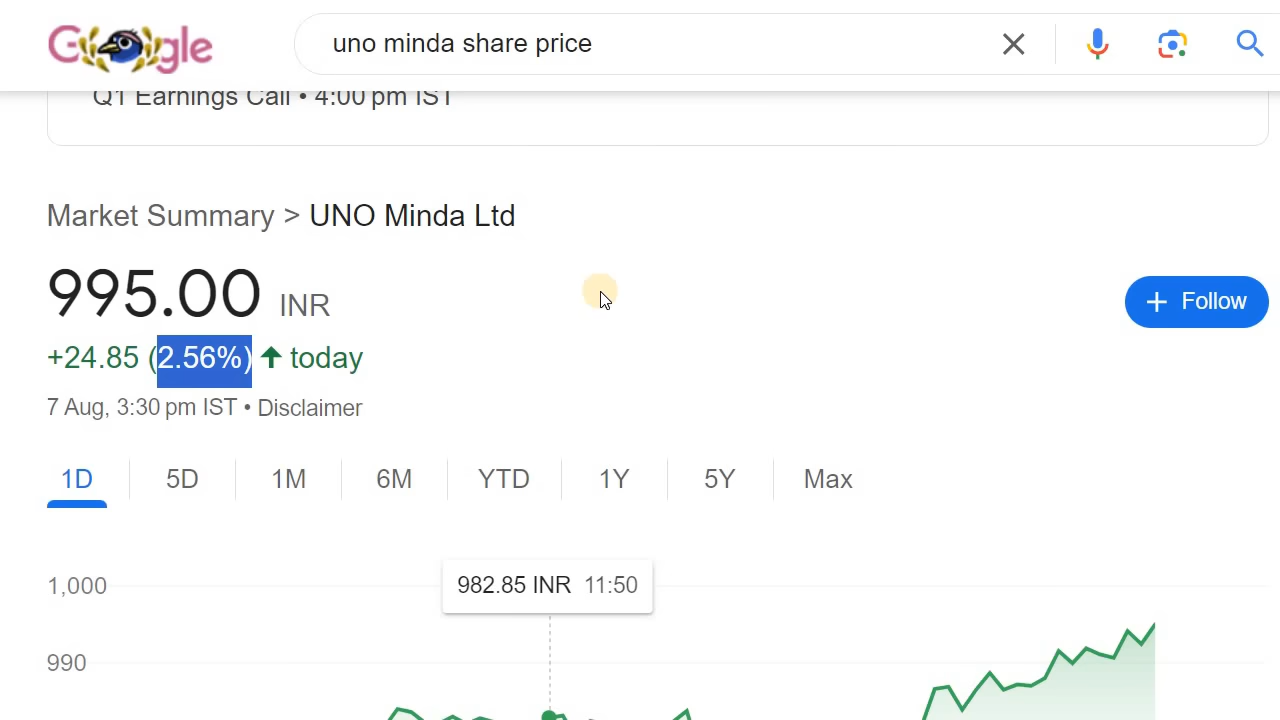 Google
uno minda share price
Q1 Earnings Call • 4:00 pm IST
Market Summary > UNO Minda Ltd
995.00 INR
Follow
+24.85 (2.56%) today
7 Aug, 3:30 pm IST • Disclaimer
1D 5D 1M 6M YTD 1Y 5Y Max
982.85 INR 11:50
1,000
990